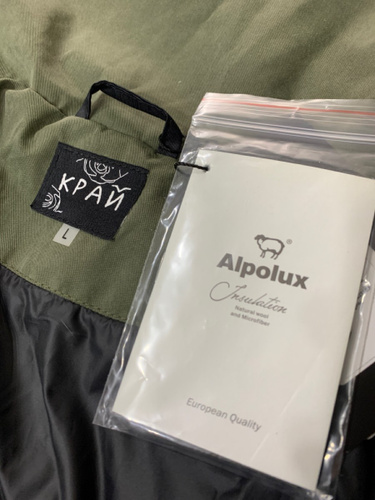 КРАЙ
L
Alpolux
Insulation
Natural wool
and Microfiber
European Quality